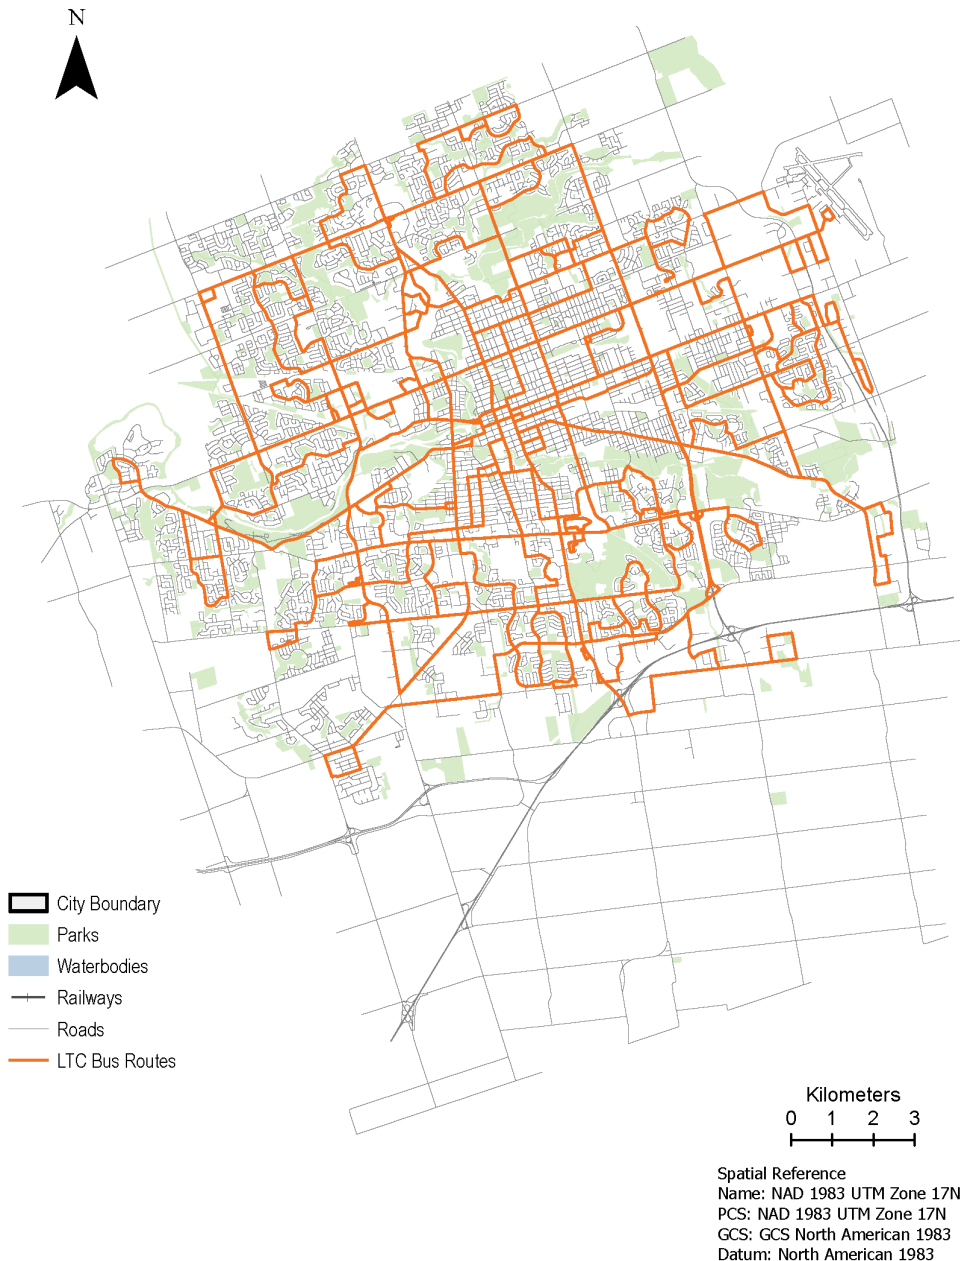 N
City Boundary
Parks
Waterbodies
Railways
Roads
LTC Bus Routes
Kilometers
0 1 2 3
Spatial Reference
Name: NAD 1983 UTM Zone 17N
PCS: NAD 1983 UTM Zone 17N
GCS: GCS North American 1983
Datum: North American 1983